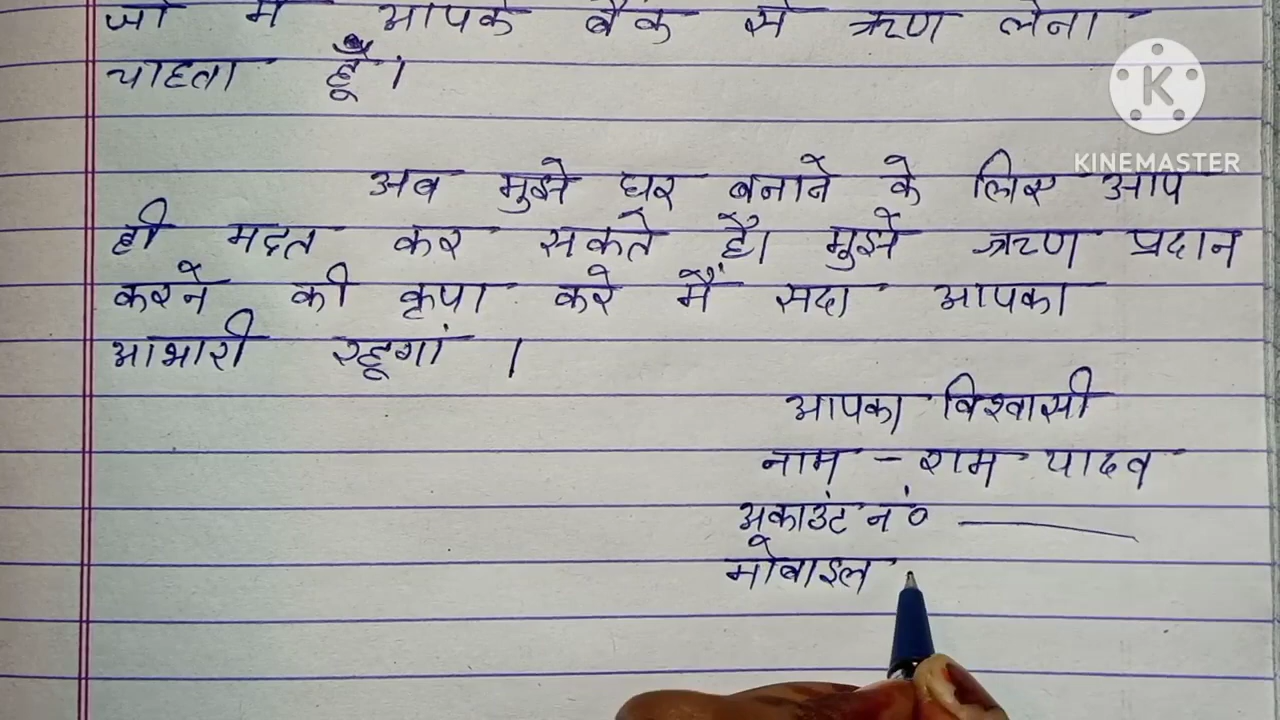 जो मैं आपके बैंक से ऋण लेना
चाहता हूँ।
K
KINEMASTER
अब मुझे घर बनाने के लिए आप
ही मदत कर सकते हैं। मुझे ऋण प्रदान
करने की कृपा करे मैं सदा आपका
आभारी रहूगां ।
आपका विश्वासी
नाम - राम यादव
अकाउंट नं०
मोबाइल